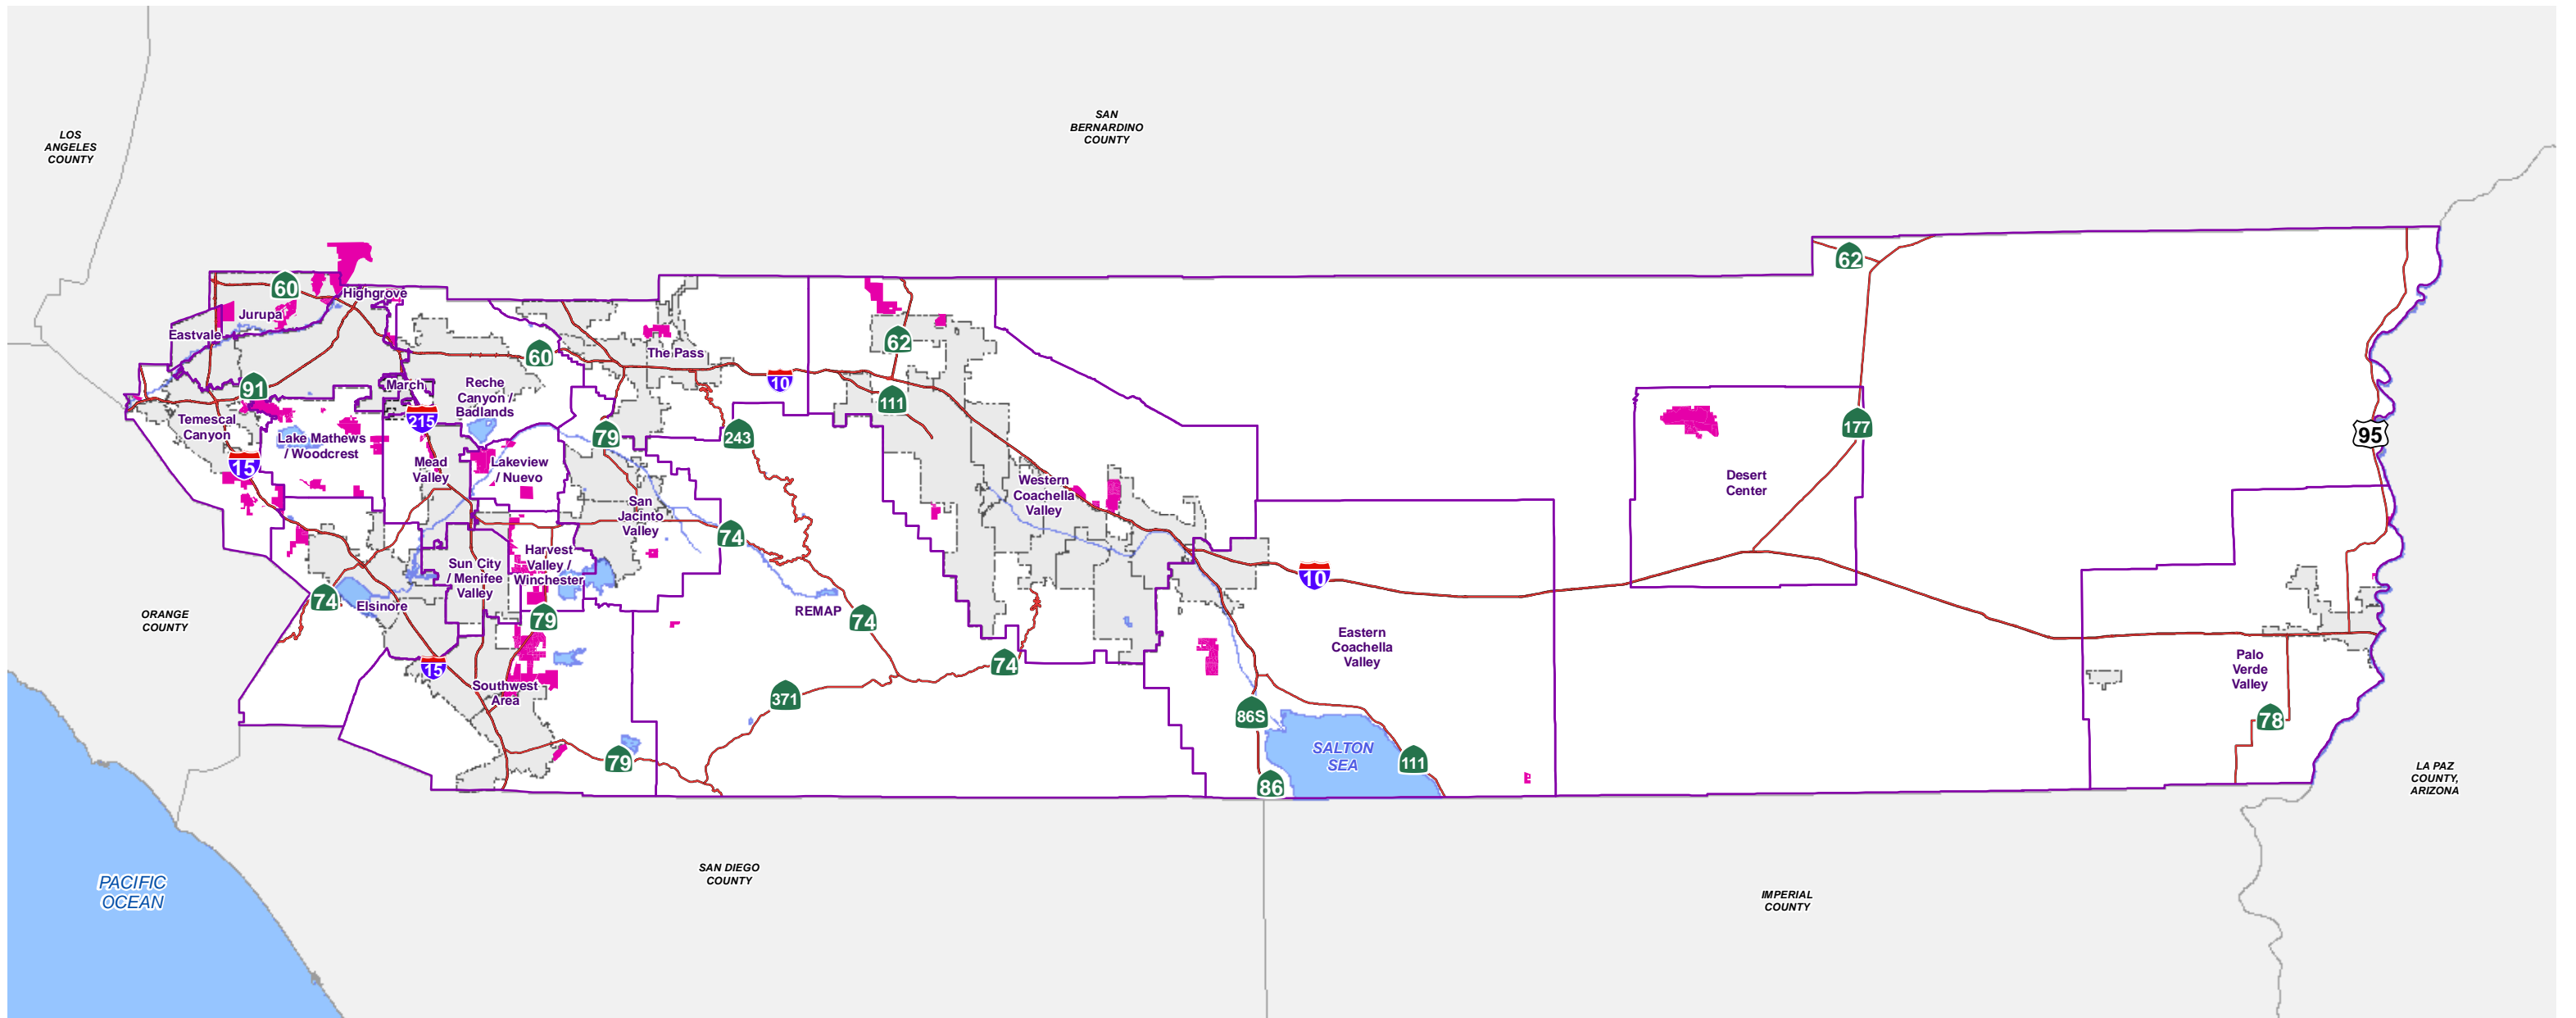 SAN
BERNARDINO
COUNTY
LOS
ANGELES
COUNTY
62
60
Highgrove
Jurupa
Eastvale
62
60
The Pass
10
91
March
Reche
Canyon /
Badlands
111
215
Temescal
Canyon
177
95
79
243
Lake Mathews
/ Woodcrest
15
Mead
Valley
Lakeview
/ Nuevo
Desert
Center
Western
Coachella
Valley
San
Jacinto
Valley
74
Harvest
Valley /
Winchester
Sun City
/ Menifee
Valley
10
74
Elsinore
ORANGE
COUNTY
REMAP
79
74
Eastern
Coachella
Valley
74
15
Palo
Verde
Valley
Southwest
Area
371
86S
78
SALTON
SEA
79
111
86
LA PAZ
COUNTY,
ARIZONA
SAN DIEGO
COUNTY
PACIFIC
OCEAN
IMPERIAL
COUNTY